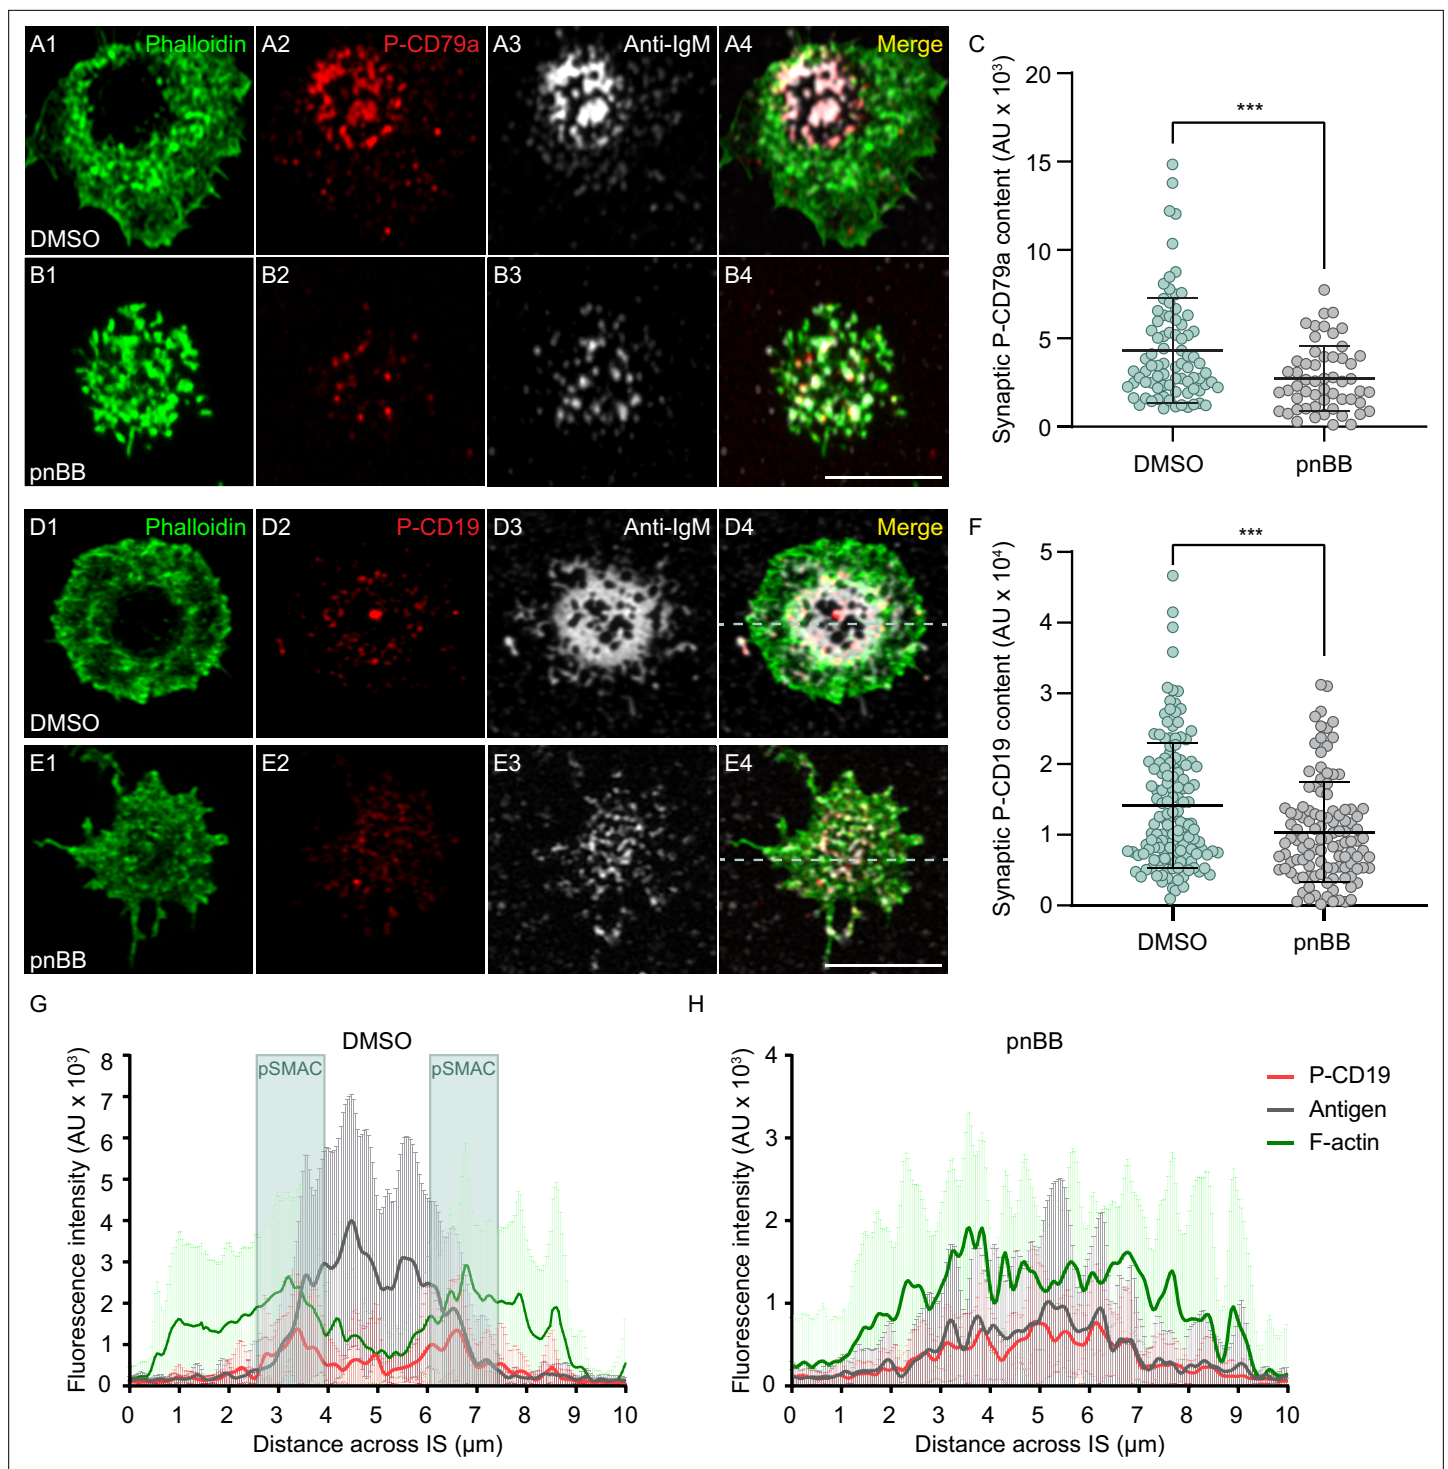 A1 Phalloidin A2 P-CD79a A3 Anti-IgM A4 Merge
DMSO
B1 B2 B3 B4
pnBB
C
Synaptic P-CD79a content (AU x 10³)
20
15
10
5
0
***
DMSO pnBB
D1 Phalloidin D2 P-CD19 D3 Anti-IgM D4 Merge
DMSO
E1 E2 E3 E4
pnBB
F
Synaptic P-CD19 content (AU x 10⁴)
5
4
3
2
1
0
***
DMSO pnBB
G
DMSO
Fluorescence intensity (AU x 10³)
8
7
6
5
4
3
2
1
0
pSMAC pSMAC
0 1 2 3 4 5 6 7 8 9 10
Distance across IS (µm)
H
pnBB
Fluorescence intensity (AU x 10³)
4
3
2
1
0
P-CD19
Antigen
F-actin
0 1 2 3 4 5 6 7 8 9 10
Distance across IS (µm)